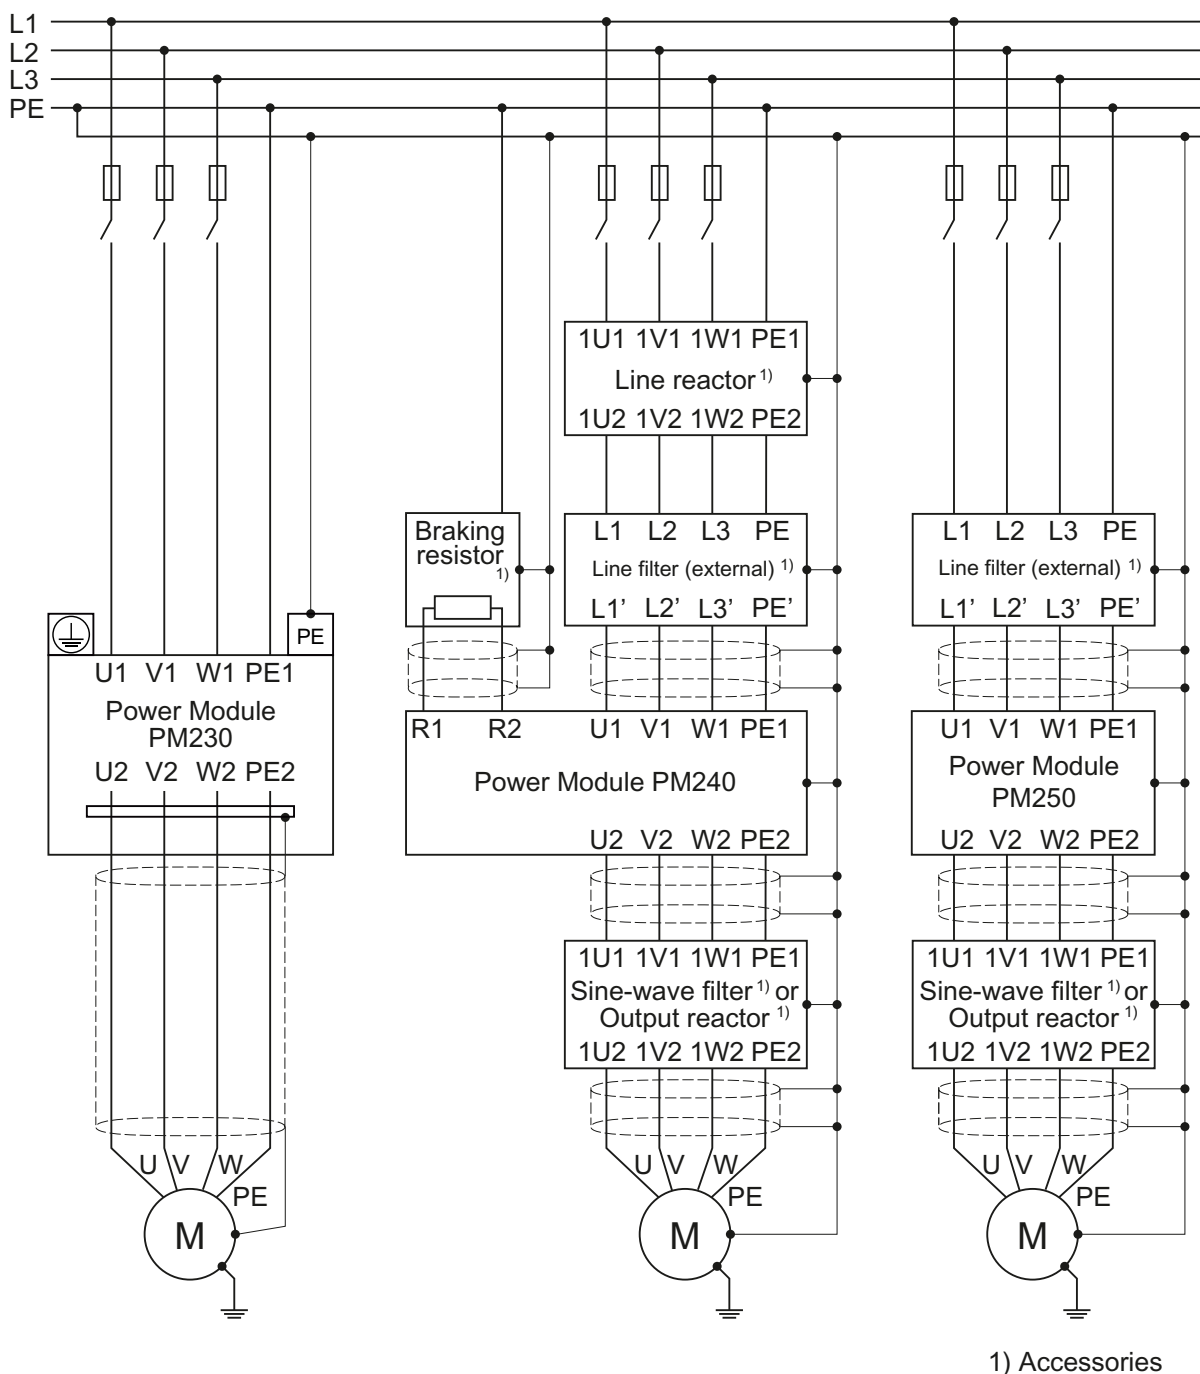 L1
L2
L3
PE
1U1 1V1 1W1 PE1
Line reactor 1)
1U2 1V2 1W2 PE2
Braking
resistor
1)
L1 L2 L3 PE
Line filter (external) 1)
L1’ L2’ L3’ PE’
L1 L2 L3 PE
Line filter (external) 1)
L1’ L2’ L3’ PE’
PE
U1 V1 W1 PE1
Power Module
PM230
U2 V2 W2 PE2
R1 R2 U1 V1 W1 PE1
Power Module PM240
U2 V2 W2 PE2
U1 V1 W1 PE1
Power Module
PM250
U2 V2 W2 PE2
1U1 1V1 1W1 PE1
Sine-wave filter 1) or
Output reactor 1)
1U2 1V2 1W2 PE2
1U1 1V1 1W1 PE1
Sine-wave filter 1) or
Output reactor 1)
1U2 1V2 1W2 PE2
U V W
PE
M
U V W
PE
M
U V W
PE
M
1) Accessories